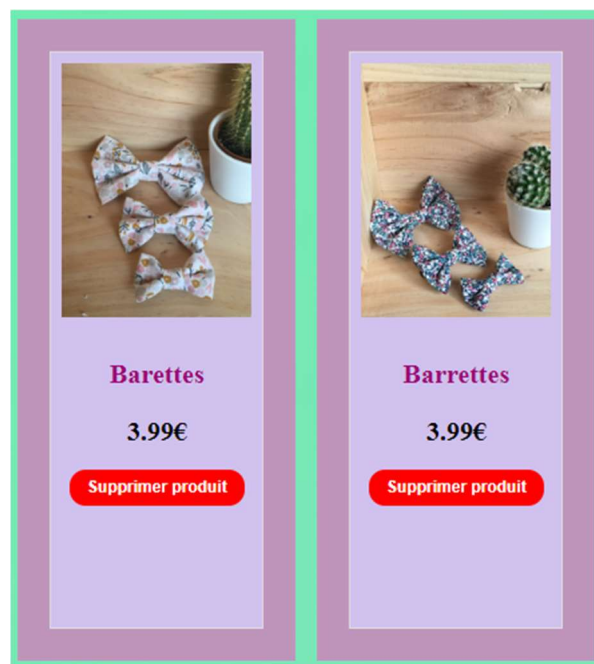 Barettes
3.99€
Supprimer produit
Barrettes
3.99€
Supprimer produit